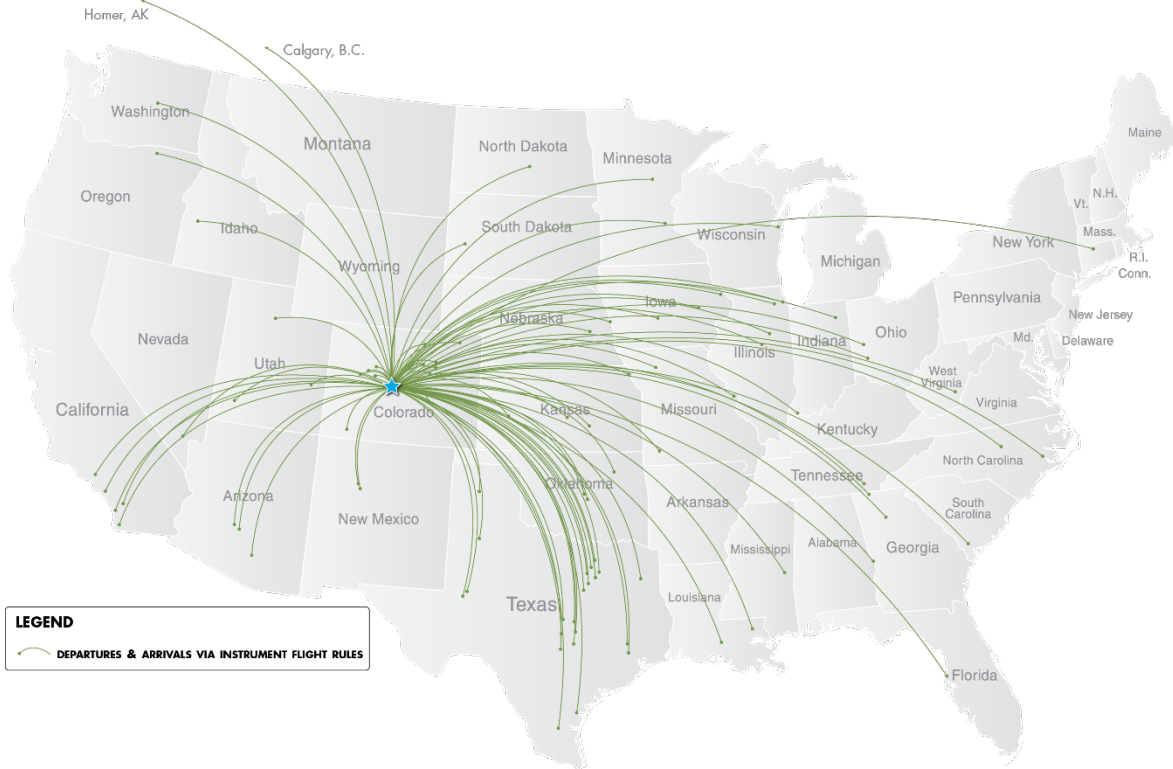 Homer, AK
Calgary, B.C.
Washington
Montana
North Dakota
Minnesota
Maine
Oregon
Idaho
South Dakota
Wisconsin
Vt.
N.H.
Mass.
New York
R.I.
Conn.
Wyoming
Michigan
Pennsylvania
Iowa
Nebraska
New Jersey
Nevada
Utah
Illinois
Indiana
Ohio
Md.
Delaware
West
Virginia
Virginia
California
Colorado
Kansas
Missouri
Kentucky
North Carolina
Tennessee
Arizona
New Mexico
Oklahoma
Arkansas
South
Carolina
Mississippi
Alabama
Georgia
Texas
Louisiana
Florida
LEGEND
DEPARTURES & ARRIVALS VIA INSTRUMENT FLIGHT RULES